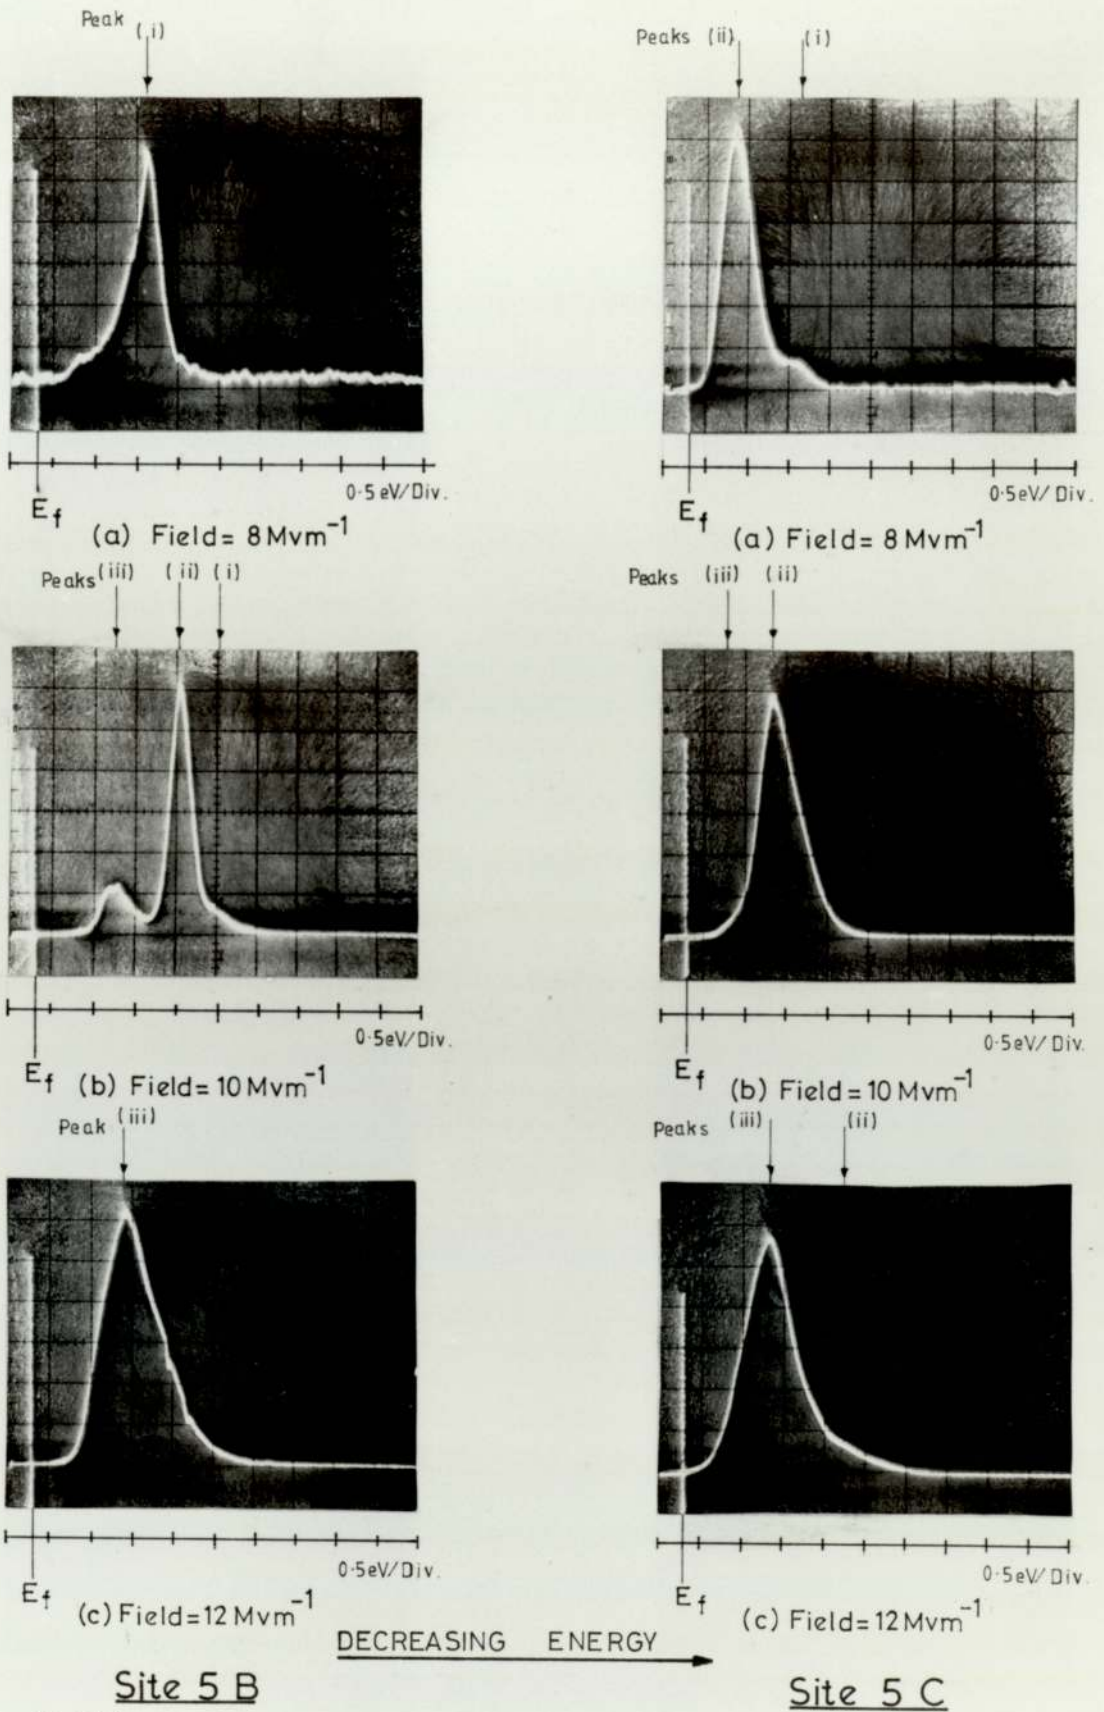 Peak (i)
0.5 eV/Div.
Ef
(a) Field = 8 Mvm-1
Peaks (iii) (ii) (i)
0.5eV/Div.
Ef (b) Field = 10 Mvm-1
Peak (iii)
0.5eV/Div.
Ef (c) Field = 12 Mvm-1
Site 5 B
Peaks (ii) (i)
0.5 eV/Div.
Ef
(a) Field = 8 Mvm-1
Peaks (iii) (ii)
0.5eV/Div.
Ef (b) Field = 10 Mvm-1
Peaks (iii) (ii)
0.5eV/Div.
Ef (c) Field = 12 Mvm-1
Site 5 C
DECREASING ENERGY